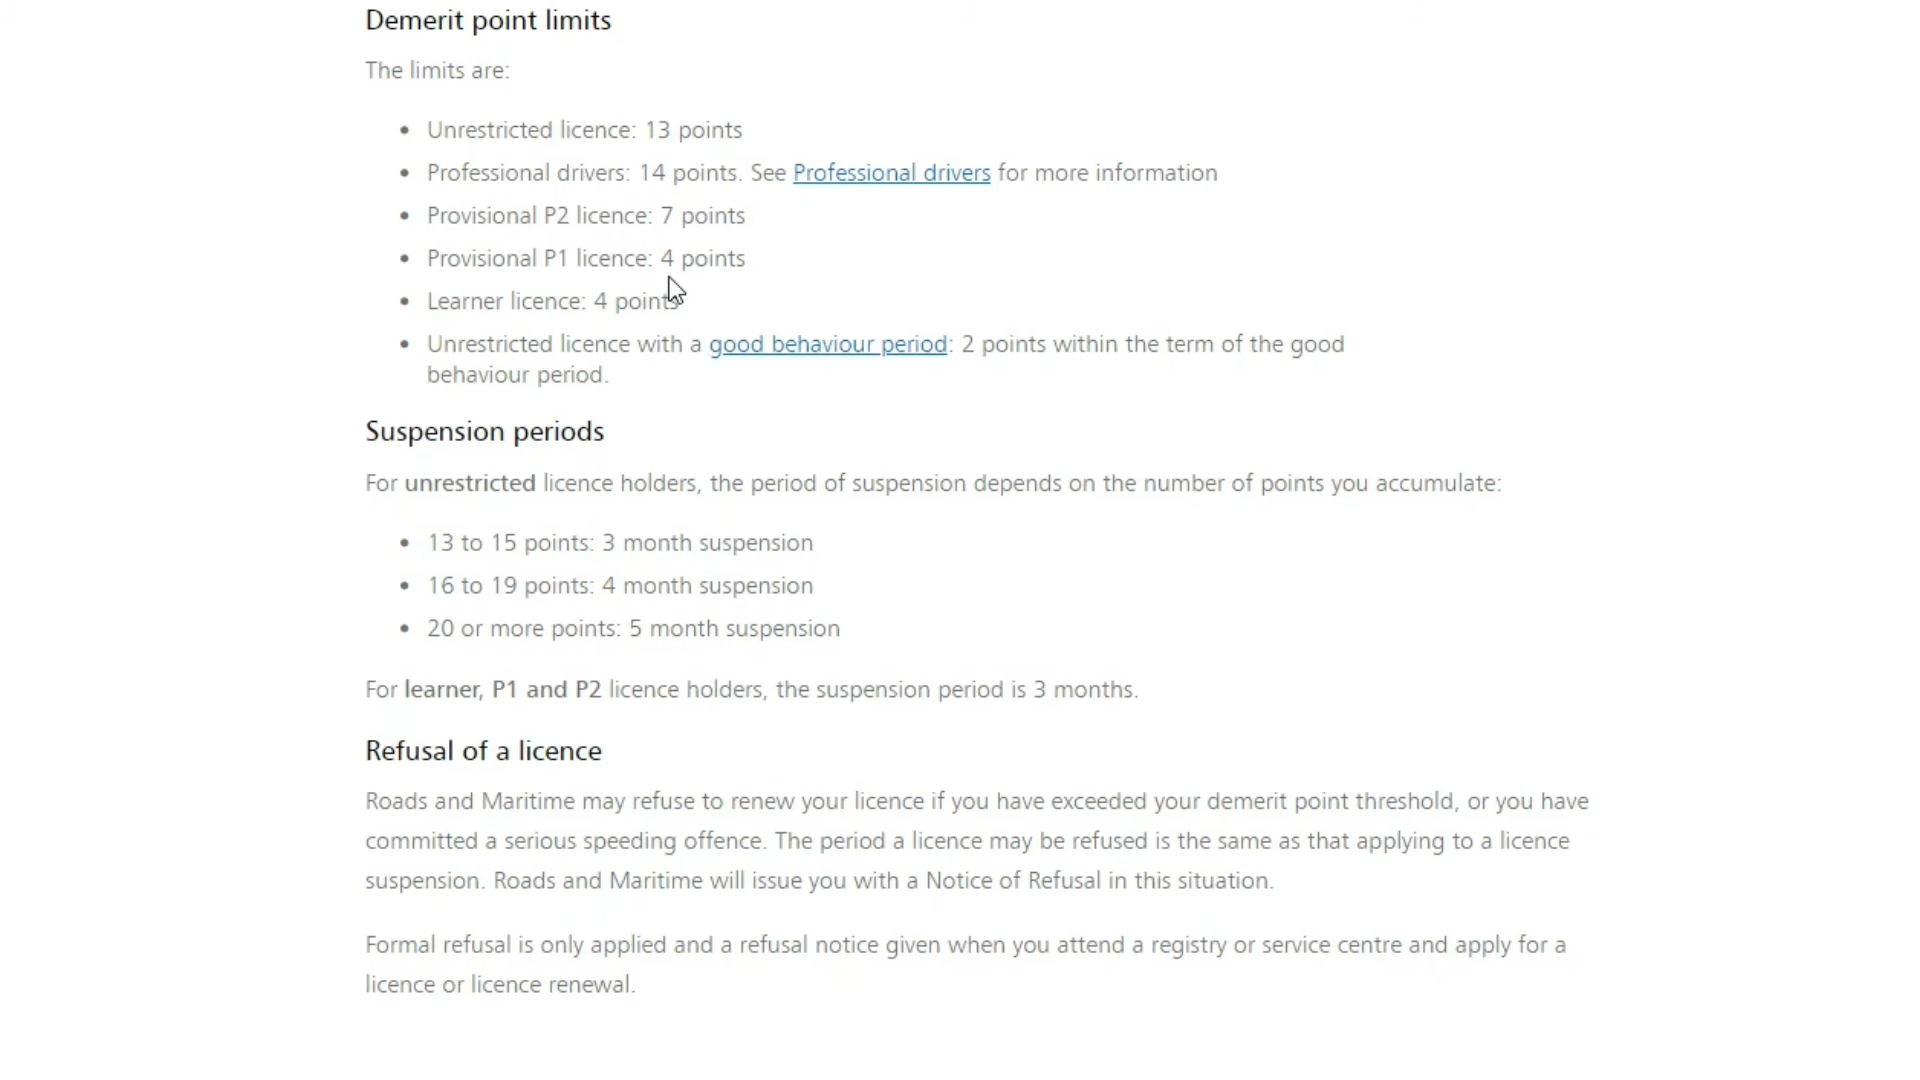 Demerit point limits
The limits are:
• Unrestricted licence: 13 points
• Professional drivers: 14 points. See Professional drivers for more information
• Provisional P2 licence: 7 points
• Provisional P1 licence: 4 points
• Learner licence: 4 points
• Unrestricted licence with a good behaviour period: 2 points within the term of the good
behaviour period.
Suspension periods
For unrestricted licence holders, the period of suspension depends on the number of points you accumulate:
• 13 to 15 points: 3 month suspension
• 16 to 19 points: 4 month suspension
• 20 or more points: 5 month suspension
For learner, P1 and P2 licence holders, the suspension period is 3 months.
Refusal of a licence
Roads and Maritime may refuse to renew your licence if you have exceeded your demerit point threshold, or you have
committed a serious speeding offence. The period a licence may be refused is the same as that applying to a licence
suspension. Roads and Maritime will issue you with a Notice of Refusal in this situation.
Formal refusal is only applied and a refusal notice given when you attend a registry or service centre and apply for a
licence or licence renewal.